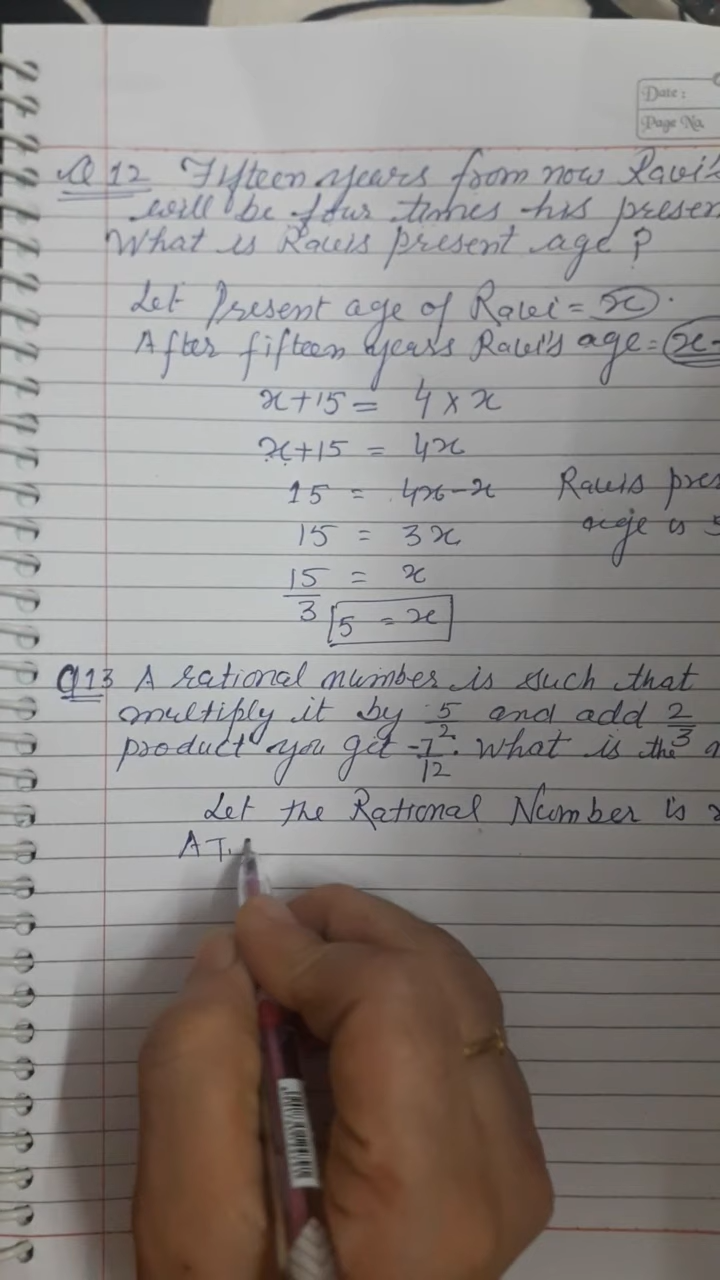 Date :
Page No.
Q 12 Fifteen years from now Ravi's
will be four times his presen
What is Ravis present age ?
Let Present age of Ravi = x .
After fifteen years Ravi's age = x
x + 15 = 4 × x
x + 15 = 4x
15 = 4x - x Ravis pres
15 = 3x age is 5
15/3 = x
5 = x
Q13 A rational number is such that
multiply it by 5/2 and add 2/3
product you get -7/12. What is the
Let the Rational Number is x
A T.